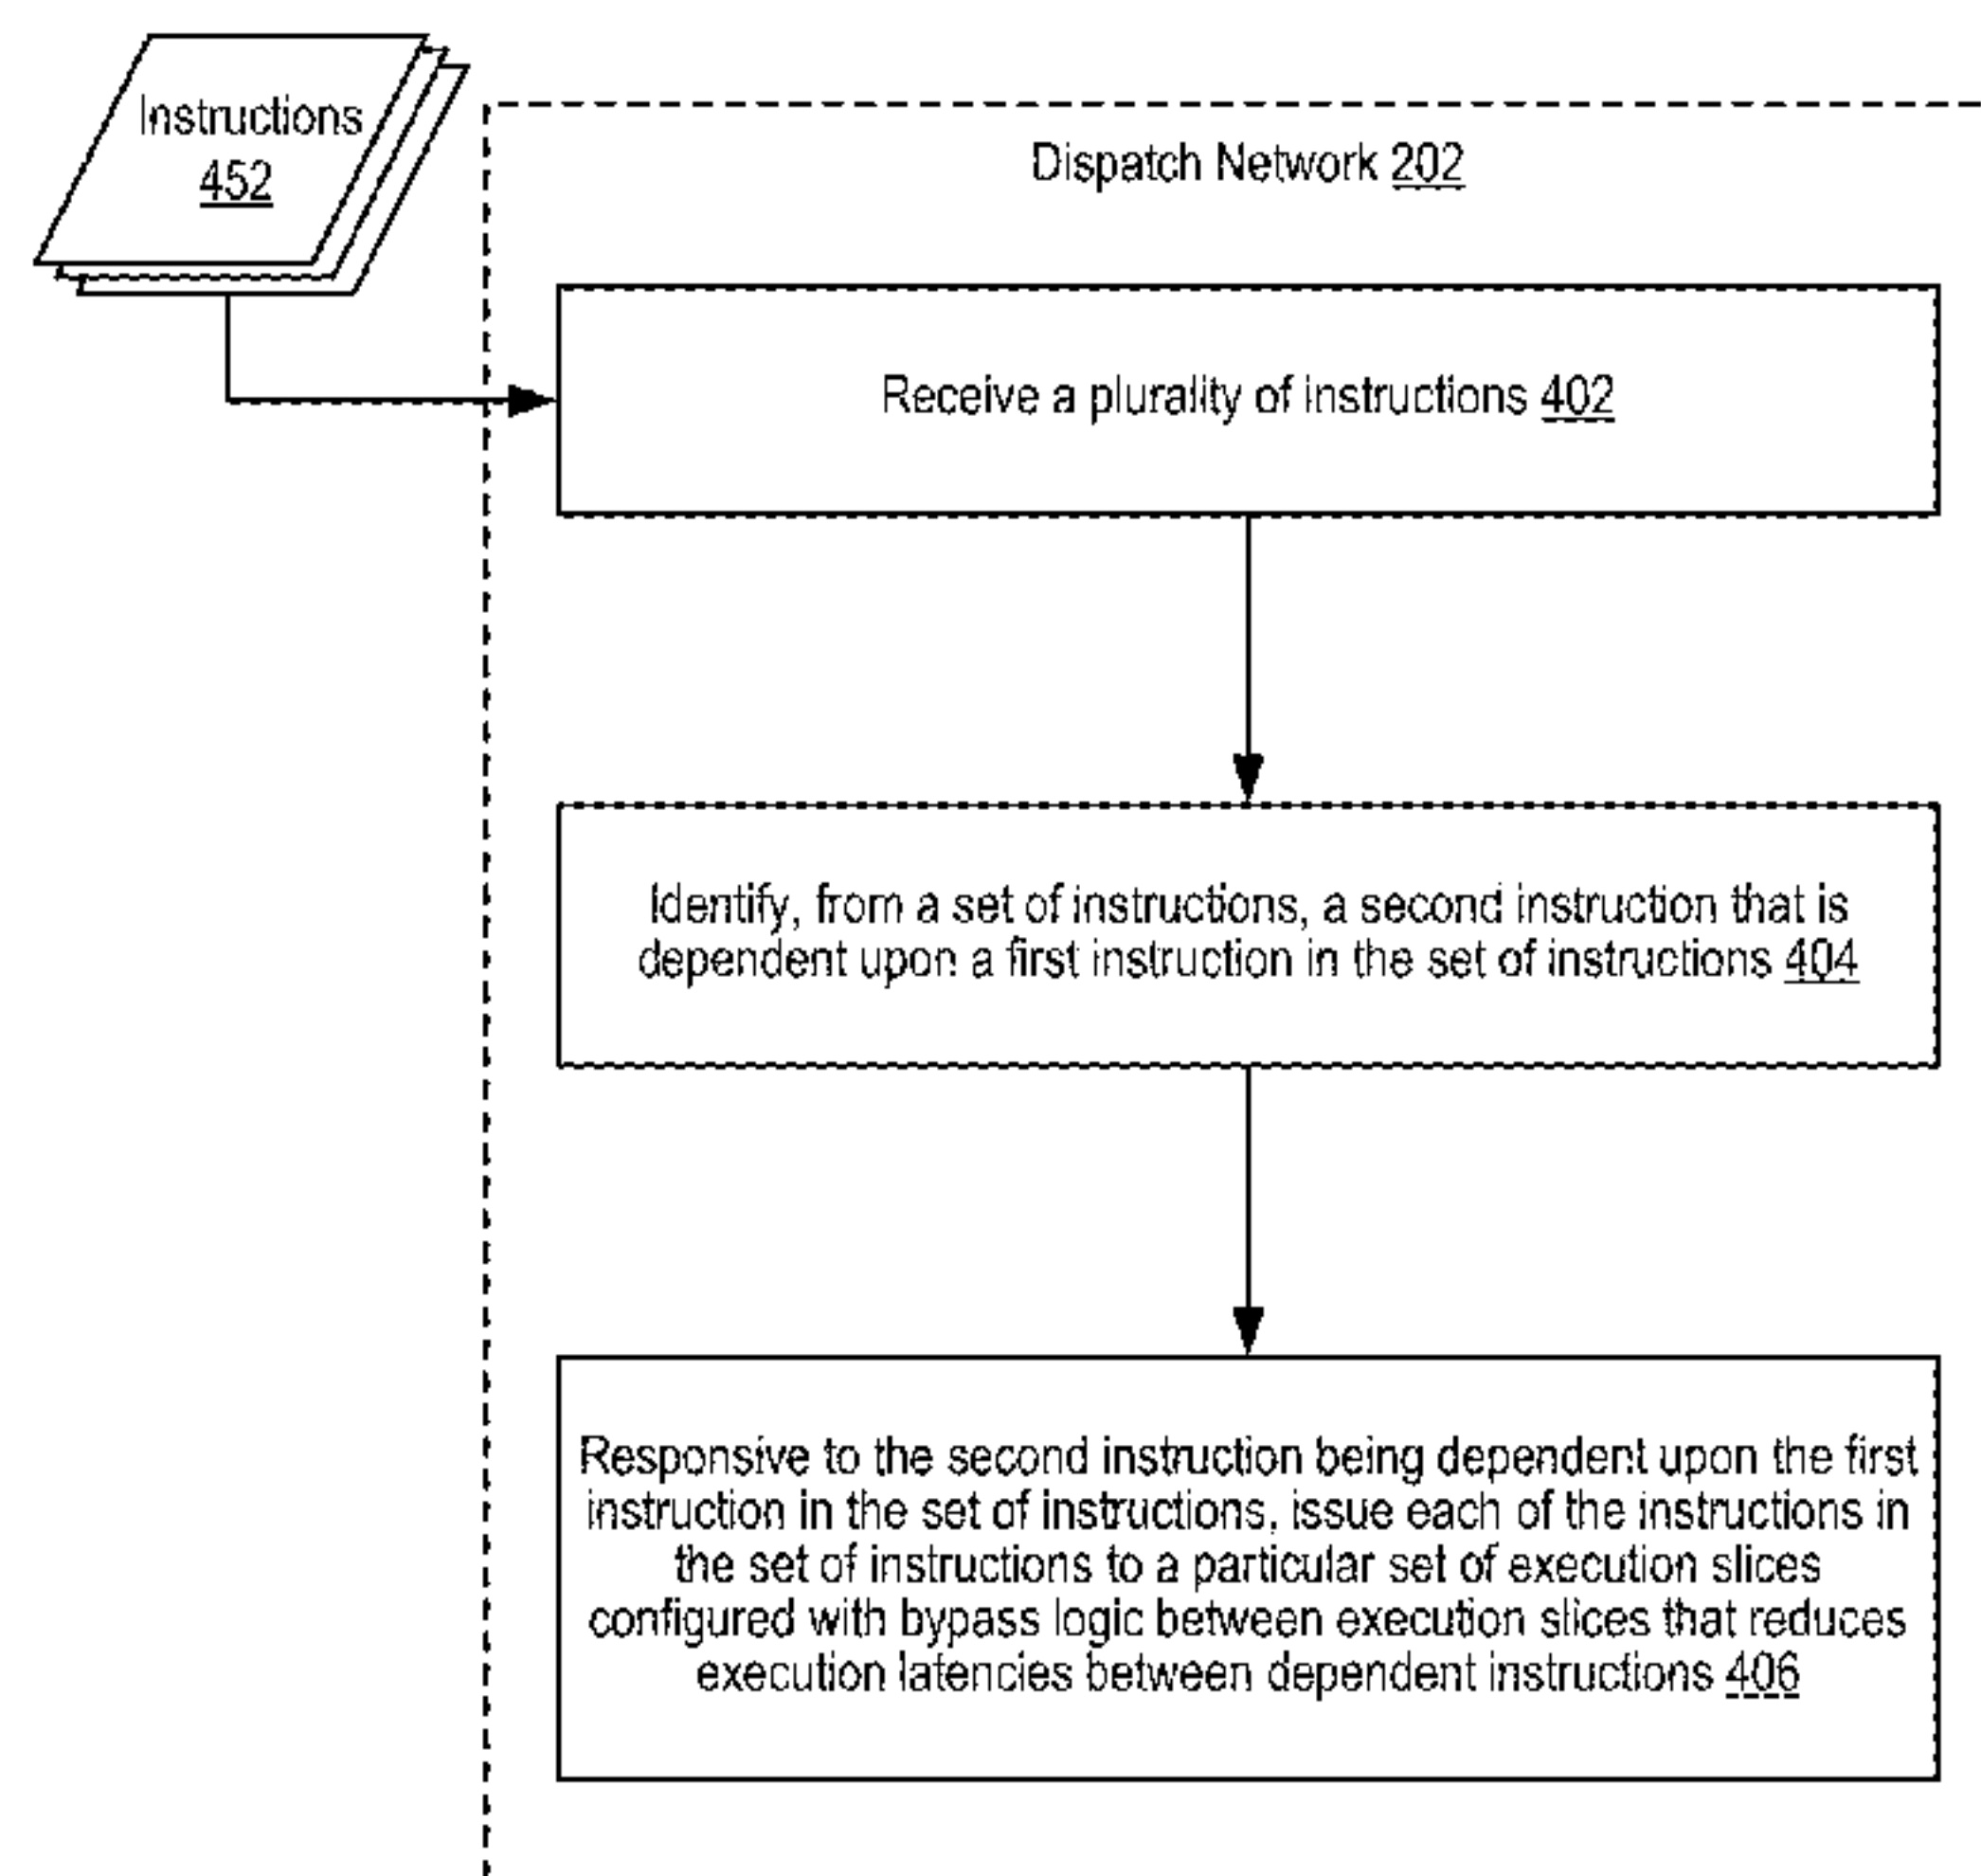 Instructions
452
Dispatch Network 202
Receive a plurality of instructions 402
Identify, from a set of instructions, a second instruction that is
dependent upon a first instruction in the set of instructions 404
Responsive to the second instruction being dependent upon the first
instruction in the set of instructions, issue each of the instructions in
the set of instructions to a particular set of execution slices
configured with bypass logic between execution slices that reduces
execution latencies between dependent instructions 406